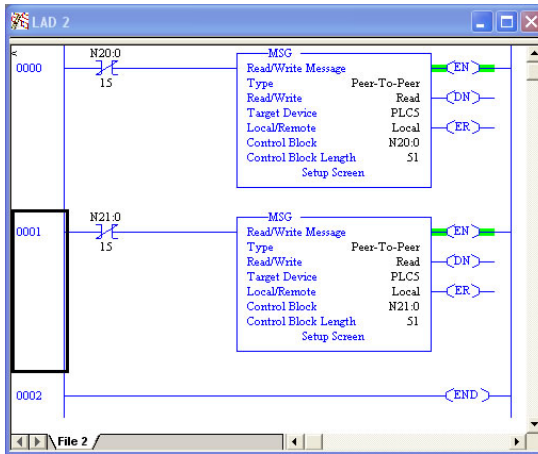 LAD 2
<
0000
N20:0
15
MSG
Read/Write Message
Type Peer-To-Peer
Read/Write Read
Target Device PLC5
Local/Remote Local
Control Block N20:0
Control Block Length 51
Setup Screen
EN
DN
ER
0001
N21:0
15
MSG
Read/Write Message
Type Peer-To-Peer
Read/Write Read
Target Device PLC5
Local/Remote Local
Control Block N21:0
Control Block Length 51
Setup Screen
EN
DN
ER
0002
END
File 2